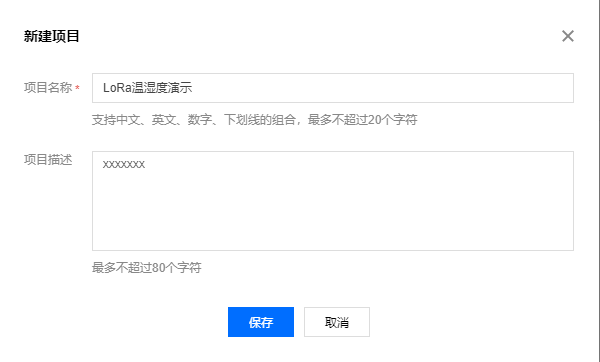 新建项目
项目名称 *
LoRa温湿度演示
支持中文、英文、数字、下划线的组合，最多不超过20个字符
项目描述
xxxxxxx
最多不超过80个字符
保存 取消